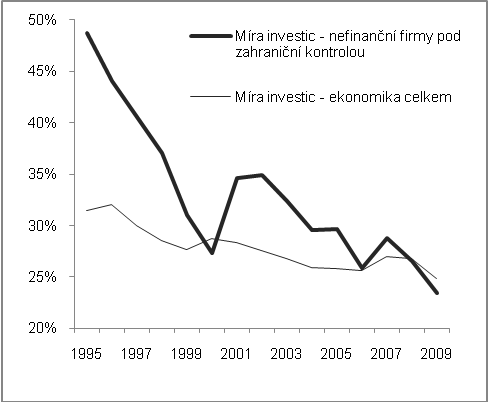 50%
45%
40%
35%
30%
25%
20%
Míra investic - nefinanční firmy pod
zahraniční kontrolou
Míra investic - ekonomika celkem
1995 1997 1999 2001 2003 2005 2007 2009